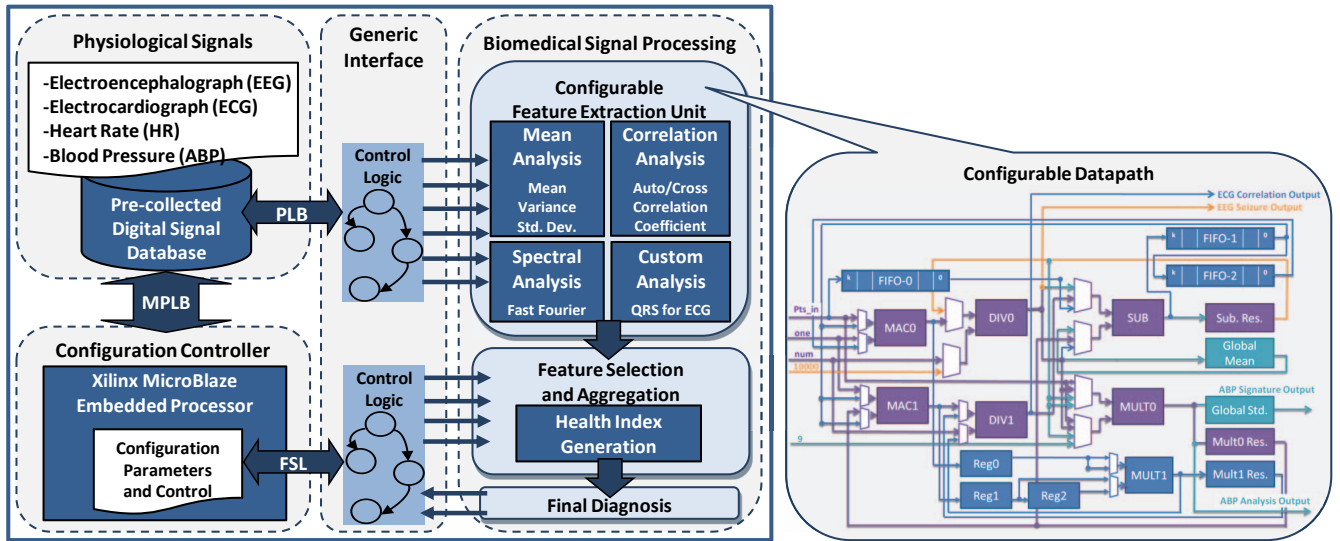 Physiological Signals
-Electroencephalograph (EEG)
-Electrocardiograph (ECG)
-Heart Rate (HR)
-Blood Pressure (ABP)
Pre-collected
Digital Signal
Database
PLB
MPLB
Configuration Controller
Xilinx MicroBlaze
Embedded Processor
Configuration
Parameters
and Control
FSL
Generic
Interface
Control
Logic
Control
Logic
Biomedical Signal Processing
Configurable
Feature Extraction Unit
Mean
Analysis
Mean
Variance
Std. Dev.
Correlation
Analysis
Auto/Cross
Correlation
Coefficient
Spectral
Analysis
Fast Fourier
Custom
Analysis
QRS for ECG
Feature Selection
and Aggregation
Health Index
Generation
Final Diagnosis
Configurable Datapath
ECG Correlation Output
EEG Seizure Output
k 0
FIFO-1
k 0
FIFO-2
k 0
FIFO-0
Pts_in
one
num
10000
9
MAC0
DIV0
SUB
Sub. Res.
Global
Mean
ABP Signature Output
MAC1
DIV1
MULT0
Global Std.
Mult0 Res.
Reg0
MULT1
Mult1 Res.
Reg1
Reg2
ABP Analysis Output